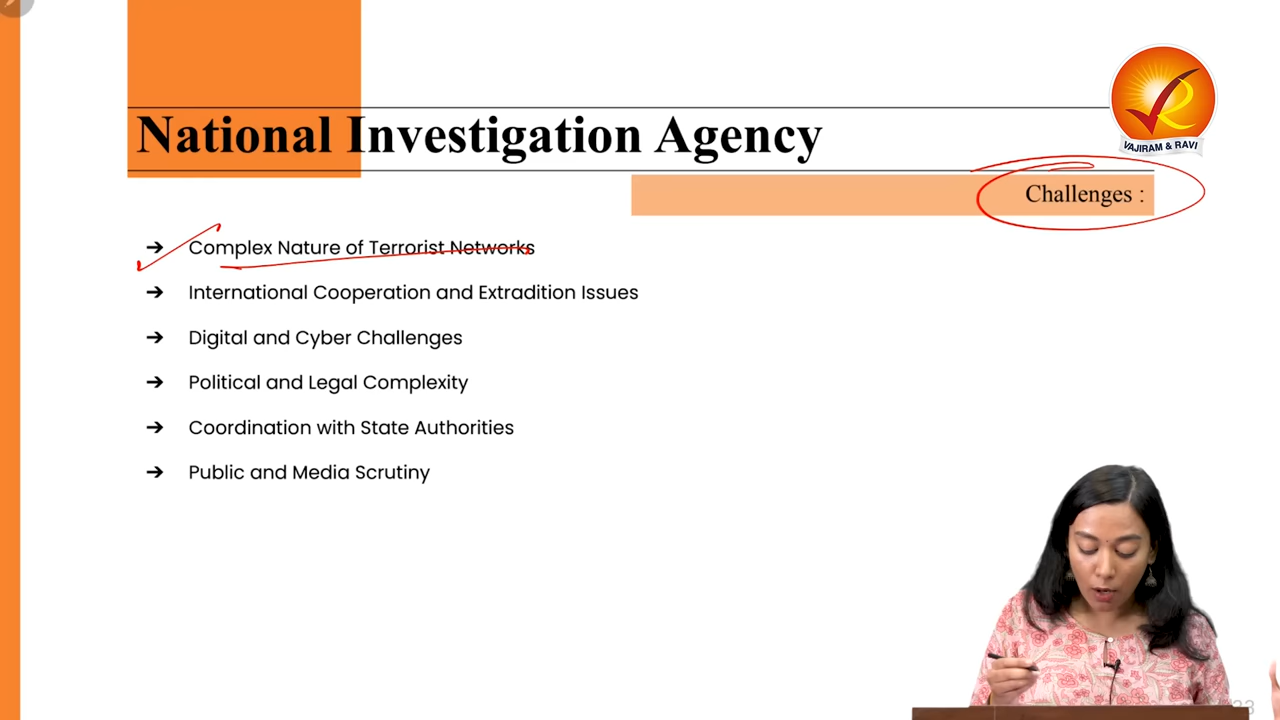 VAJIRAM & RAVI
National Investigation Agency
Challenges :
➔ Complex Nature of Terrorist Networks
➔ International Cooperation and Extradition Issues
➔ Digital and Cyber Challenges
➔ Political and Legal Complexity
➔ Coordination with State Authorities
➔ Public and Media Scrutiny